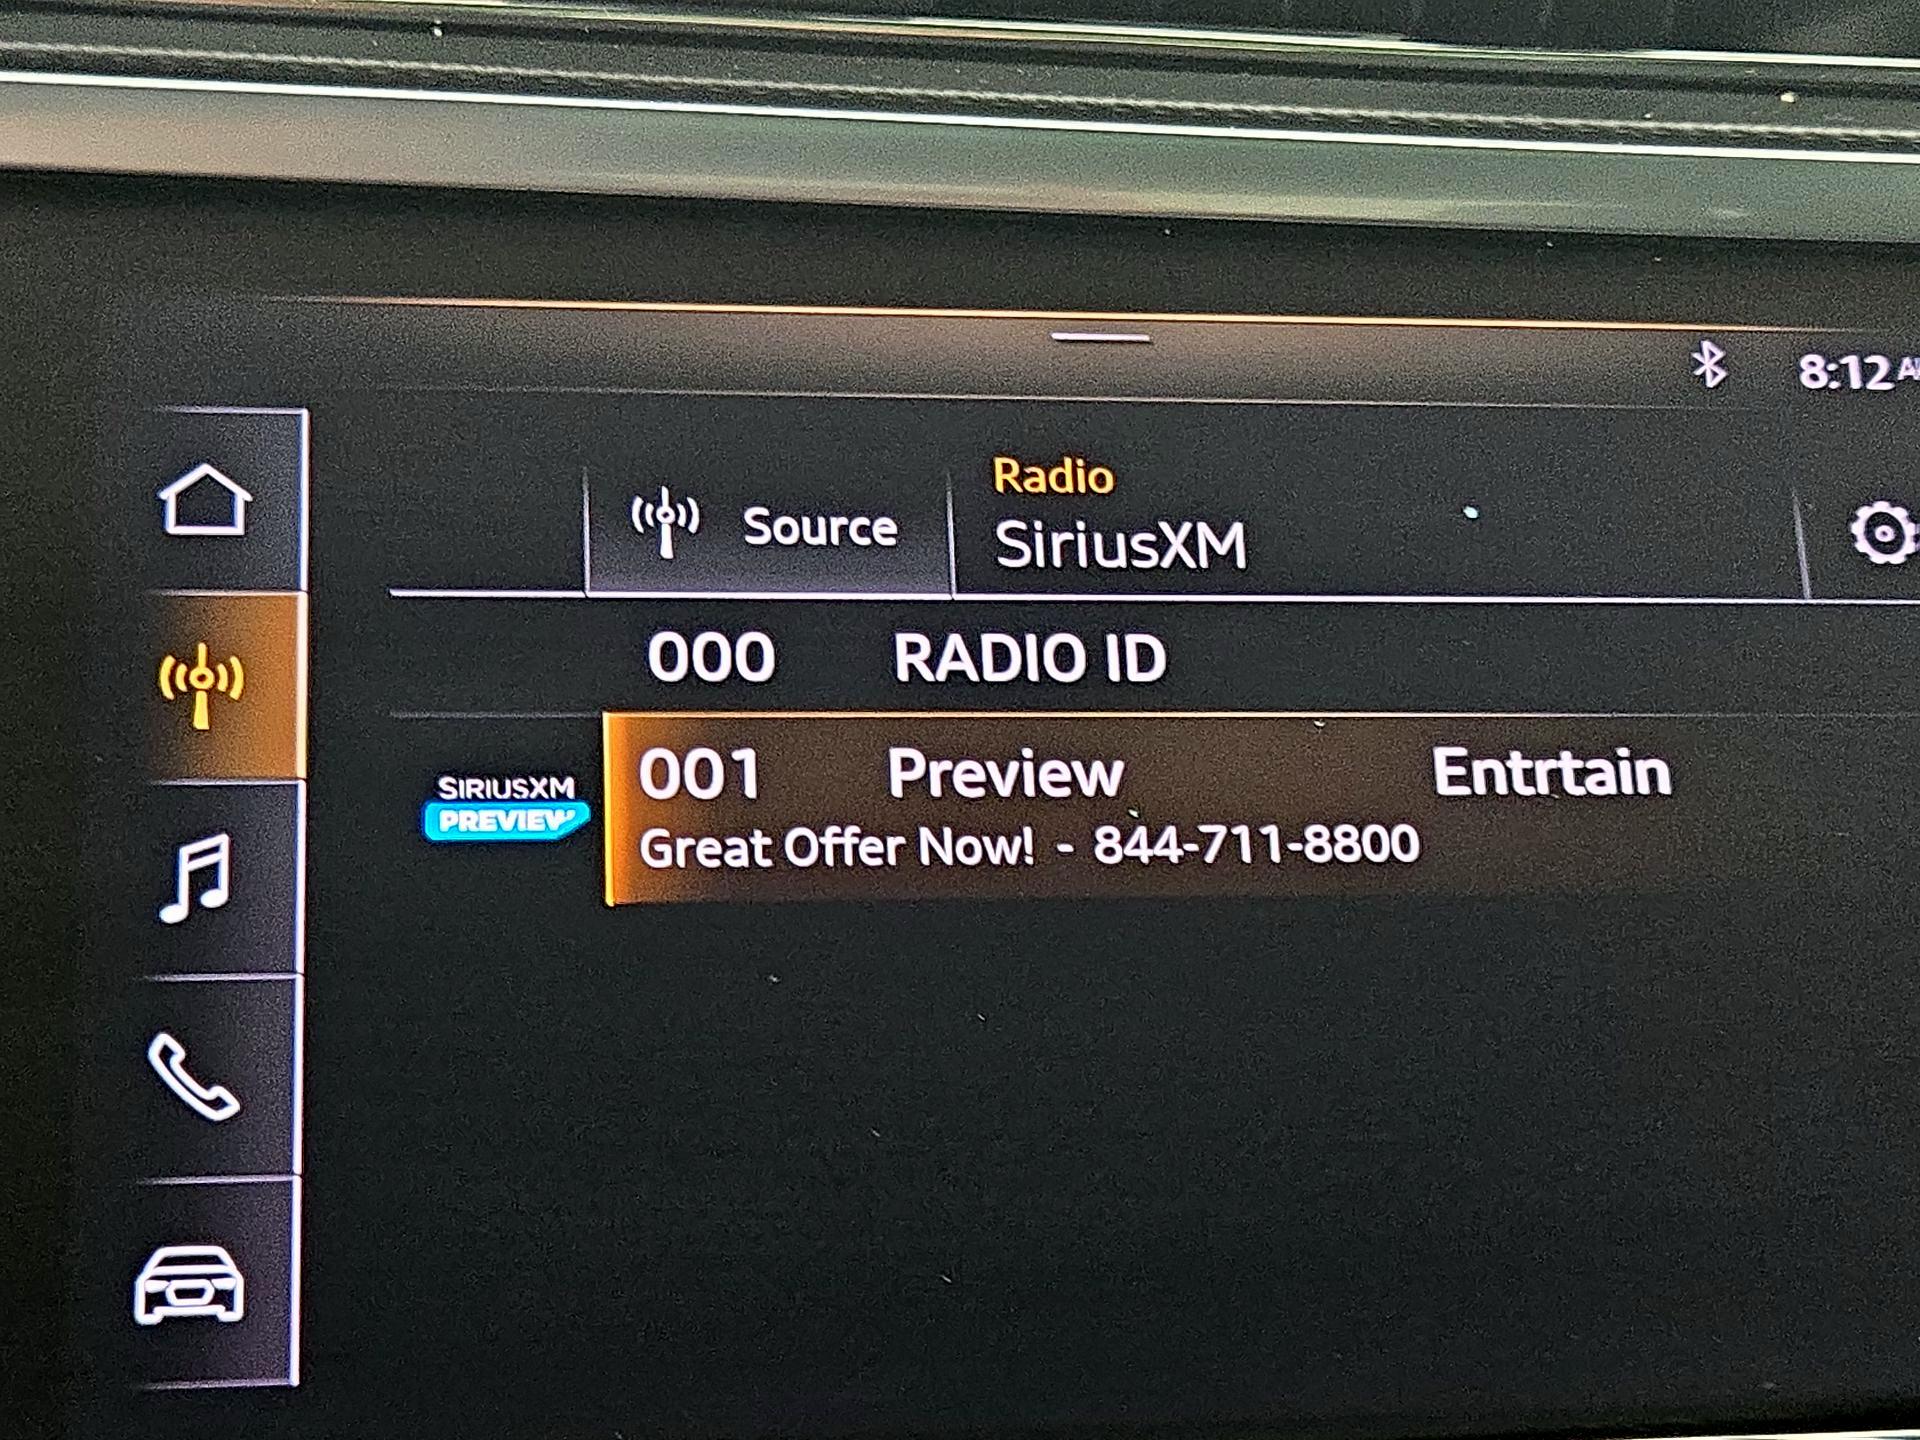 8:12
Radio
Source
SiriusXM
000 RADIO ID
SIRIUSXM
PREVIEW
001 Preview Entrtain
Great Offer Now! - 844-711-8800